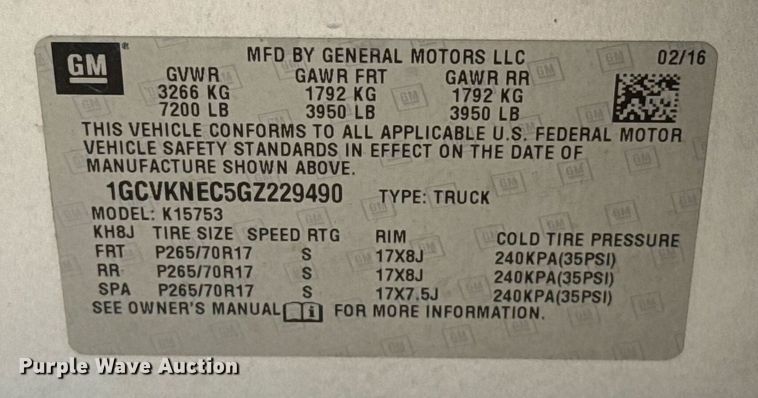 GM
MFD BY GENERAL MOTORS LLC 02/16
GVWR GAWR FRT GAWR RR
3266 KG 1792 KG 1792 KG
7200 LB 3950 LB 3950 LB
THIS VEHICLE CONFORMS TO ALL APPLICABLE U.S. FEDERAL MOTOR
VEHICLE SAFETY STANDARDS IN EFFECT ON THE DATE OF
MANUFACTURE SHOWN ABOVE.
1GCVKNEC5GZ229490 TYPE: TRUCK
MODEL: K15753
KH8J TIRE SIZE SPEED RTG RIM COLD TIRE PRESSURE
FRT P265/70R17 S 17X8J 240KPA(35PSI)
RR P265/70R17 S 17X8J 240KPA(35PSI)
SPA P265/70R17 S 17X7.5J 240KPA(35PSI)
SEE OWNER'S MANUAL i FOR MORE INFORMATION.
Purple Wave Auction